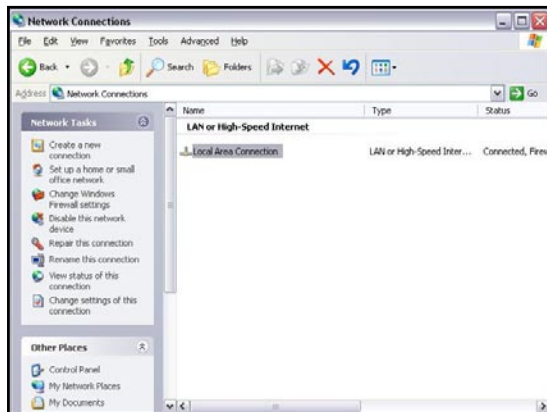 Network Connections
File Edit View Favorites Tools Advanced Help
Back Search Folders
Address Network Connections Go
Name Type Status
LAN or High-Speed Internet
Local Area Connection LAN or High-Speed Inter... Connected, Firew
Network Tasks
Create a new
connection
Set up a home or small
office network
Change Windows
Firewall settings
Disable this network
device
Repair this connection
Rename this connection
View status of this
connection
Change settings of this
connection
Other Places
Control Panel
My Network Places
My Documents